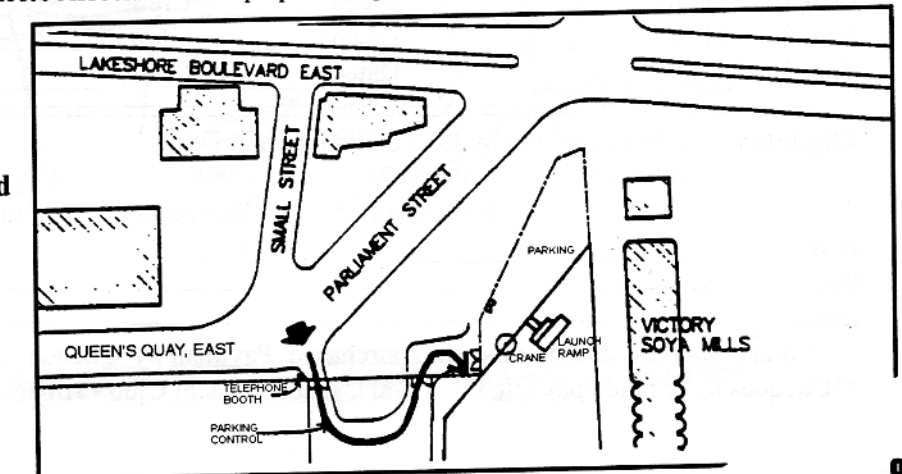 LAKESHORE BOULEVARD EAST
SMALL STREET
PARLIAMENT STREET
PARKING
VICTORY
SOYA MILLS
LAUNCH
RAMP
CRANE
QUEEN'S QUAY, EAST
TELEPHONE
BOOTH
PARKING
CONTROL